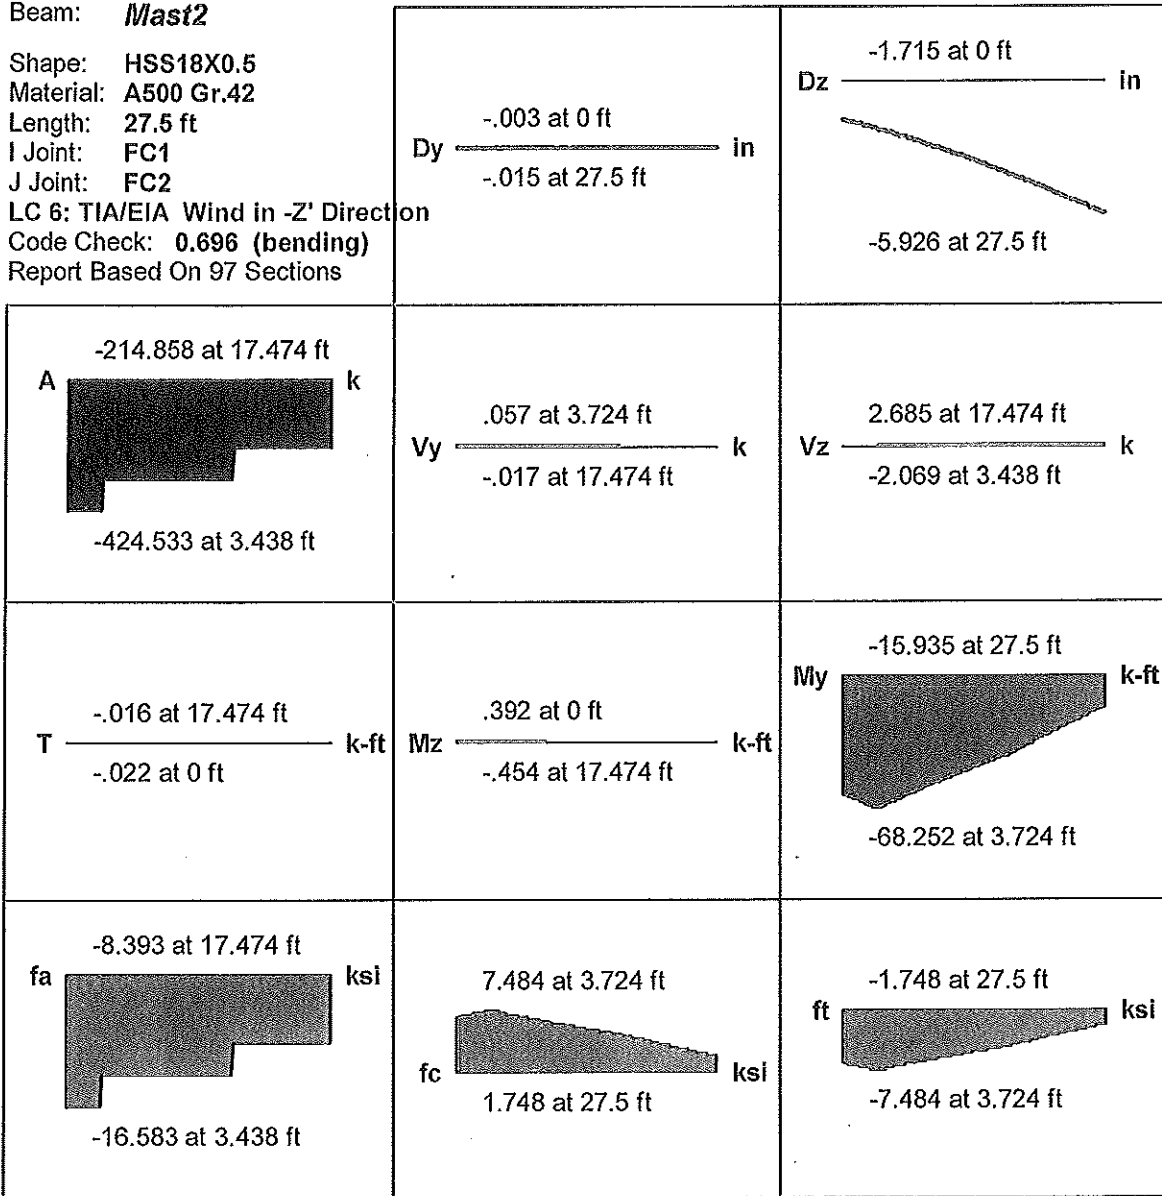 Beam: Mast2
Shape: HSS18X0.5
Material: A500 Gr.42
Length: 27.5 ft
I Joint: FC1
J Joint: FC2
LC 6: TIA/EIA Wind in -Z' Direction
Code Check: 0.696 (bending)
Report Based On 97 Sections
-.003 at 0 ft
Dy in
-.015 at 27.5 ft
-1.715 at 0 ft
Dz in
-5.926 at 27.5 ft
-214.858 at 17.474 ft
A k
-424.533 at 3.438 ft
.057 at 3.724 ft
Vy k
-.017 at 17.474 ft
2.685 at 17.474 ft
Vz k
-2.069 at 3.438 ft
-.016 at 17.474 ft
T k-ft
-.022 at 0 ft
.392 at 0 ft
Mz k-ft
-.454 at 17.474 ft
-15.935 at 27.5 ft
My k-ft
-68.252 at 3.724 ft
-8.393 at 17.474 ft
fa ksi
-16.583 at 3.438 ft
7.484 at 3.724 ft
fc ksi
1.748 at 27.5 ft
-1.748 at 27.5 ft
ft ksi
-7.484 at 3.724 ft